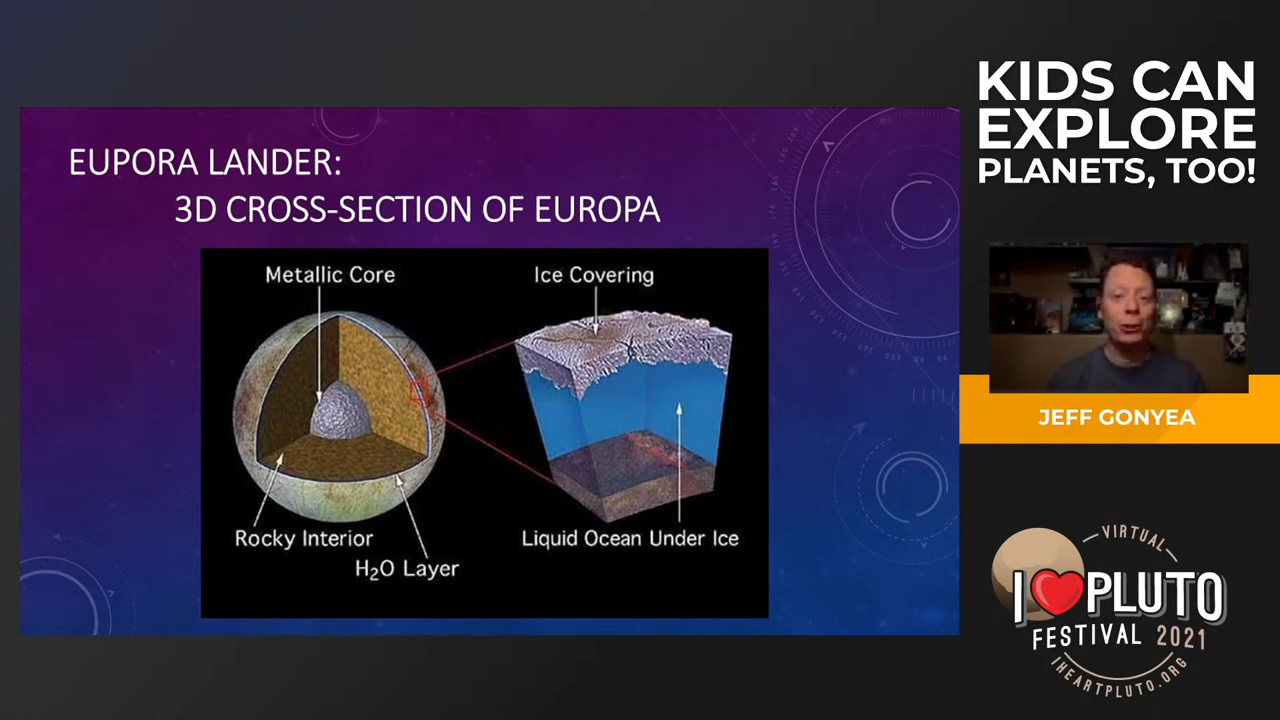 EUPORA LANDER:
3D CROSS-SECTION OF EUROPA
Metallic Core
Ice Covering
Rocky Interior
H₂O Layer
Liquid Ocean Under Ice
KIDS CAN
EXPLORE
PLANETS, TOO!
JEFF GONYEA
VIRTUAL
I ❤ PLUTO
FESTIVAL 2021
IHEARTPLUTO.ORG